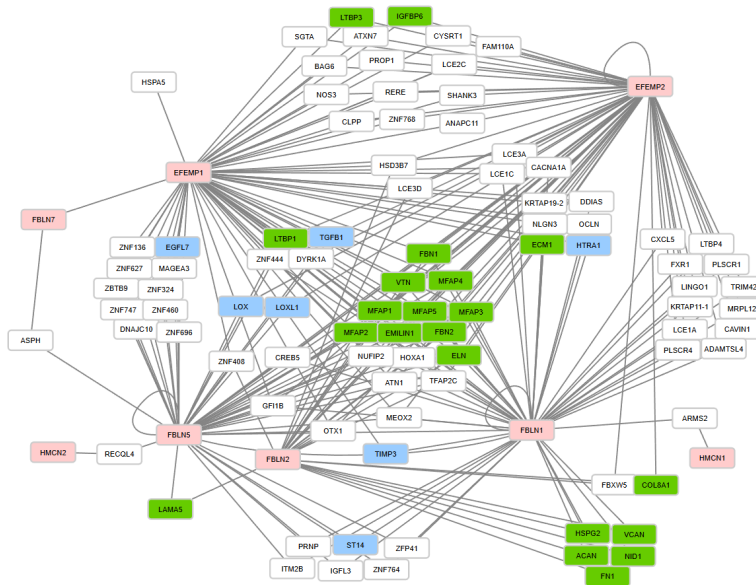 LTBP3
IGFBP6
SGTA
ATXN7
CYSRT1
FAM110A
BAG6
PROP1
LCE2C
HSPA5
EFEMP2
NOS3
RERE
SHANK3
CLPP
ZNF768
ANAPC11
HSD3B7
LCE3A
CACNA1A
EFEMP1
LCE1C
LCE3D
KRTAP19-2
DDIAS
FBLN7
NLGN3
OCLN
LTBP1
TGFB1
ECM1
HTRA1
CXCL5
LTBP4
ZNF136
EGFL7
ZNF444
DYRK1A
FBN1
FXR1
PLSCR1
ZNF627
MAGEA3
VTN
MFAP4
LINGO1
TRIM42
ZBTB9
ZNF324
LOX
LOXL1
MFAP1
MFAP5
MFAP3
KRTAP11-1
MRPL12
ZNF747
ZNF460
DNAJC10
ZNF696
MFAP2
EMILIN1
FBN2
LCE1A
CAVIN1
ASPH
ZNF408
CREB5
NUFIP2
HOXA1
ELN
PLSCR4
ADAMTSL4
ATN1
TFAP2C
GFI1B
MEOX2
ARMS2
FBLN5
OTX1
FBLN1
HMCN2
RECQL4
FBLN2
TIMP3
HMCN1
FBXW5
COL8A1
LAMA5
HSPG2
VCAN
PRNP
ST14
ZFP41
ACAN
NID1
ITM2B
IGFL3
ZNF764
FN1